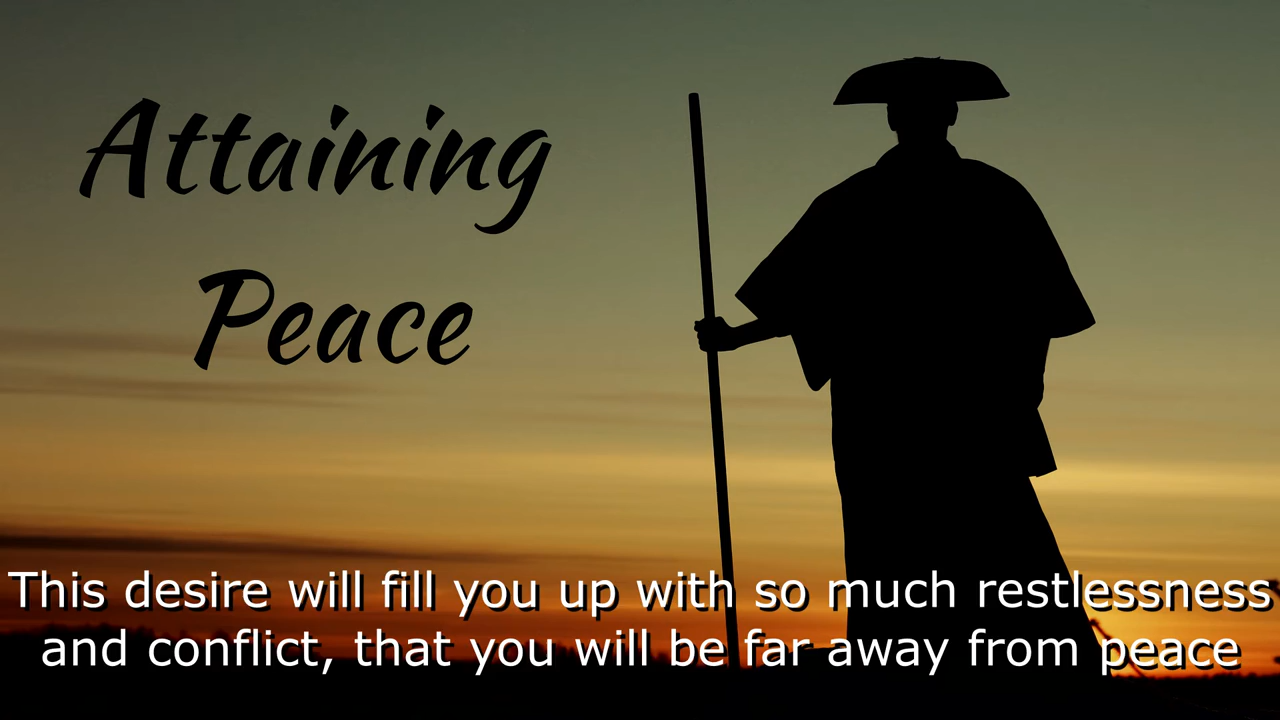 Attaining
Peace
This desire will fill you up with so much restlessness
and conflict, that you will be far away from peace